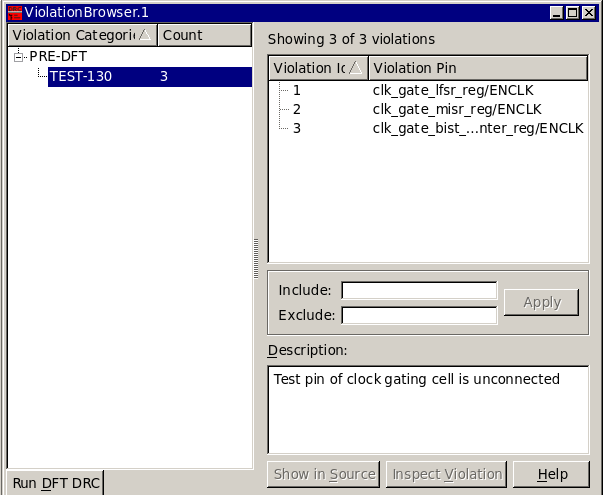 ViolationBrowser.1
Violation Categorie Count
PRE-DFT
TEST-130 3
Run DFT DRC
Showing 3 of 3 violations
Violation Ic Violation Pin
1 clk_gate_lfsr_reg/ENCLK
2 clk_gate_misr_reg/ENCLK
3 clk_gate_bist_...nter_reg/ENCLK
Include:
Exclude:
Apply
Description:
Test pin of clock gating cell is unconnected
Show in Source Inspect Violation Help